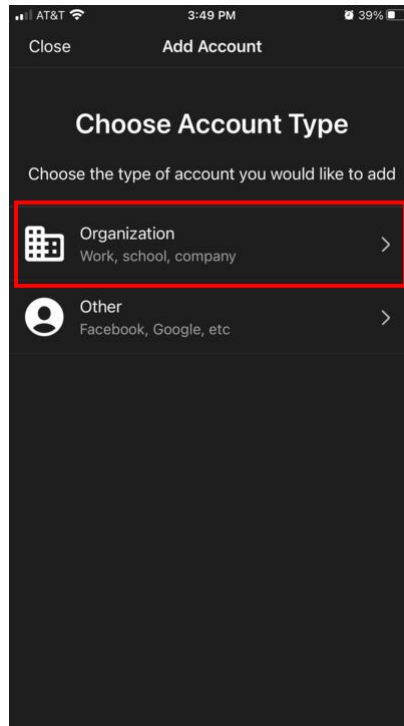 AT&T 3:49 PM 39%
Close Add Account
Choose Account Type
Choose the type of account you would like to add
Organization
Work, school, company
Other
Facebook, Google, etc